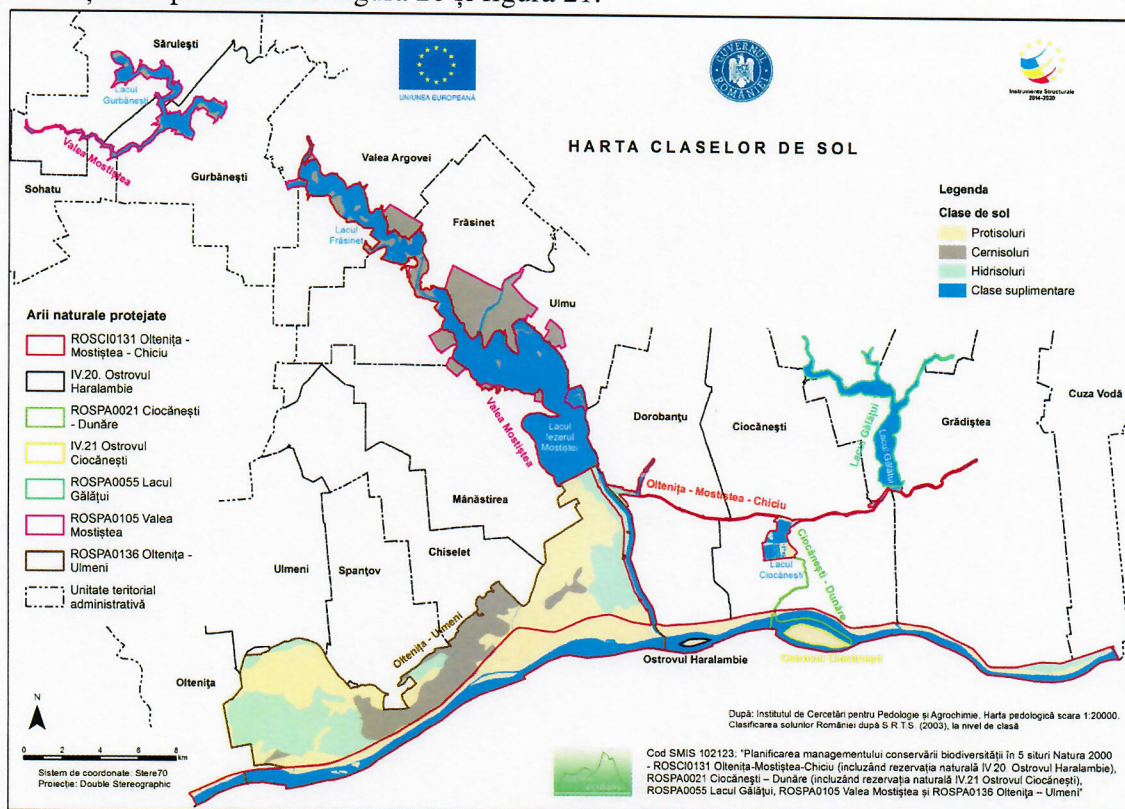 UNIUNEA EUROPEANĂ
GUVERNUL ROMÂNIEI
Instrumente Structurale
2014-2020
HARTA CLASELOR DE SOL
Legenda
Clase de sol
Protisoluri
Cernisoluri
Hidrisoluri
Clase suplimentare
Sărulești
Lacul
Gurbănești
Valea Mostiștea
Sohatu
Gurbănești
Valea Argovei
Lacul
Frăsinet
Frăsinet
Ulmu
Arii naturale protejate
ROSCI0131 Oltenița -
Mostiștea - Chiciu
IV.20. Ostrovul
Haralambie
ROSPA0021 Ciocănești
- Dunăre
IV.21 Ostrovul
Ciocănești
ROSPA0055 Lacul
Gălățui
ROSPA0105 Valea
Mostiștea
ROSPA0136 Oltenița -
Ulmeni
Unitate teritorial
administrativă
Valea Mostiștea
Lacul
Iezerul
Mostiștei
Dorobanțu
Ciocănești
Lacul Gălățui
Lacul Gălățui
Grădiștea
Cuza Vodă
Oltenița - Mostiștea - Chiciu
Mânăstirea
Chiselet
Ulmeni
Spanțov
Lacul
Ciocănești
Ciocănești - Dunăre
Oltenița - Ulmeni
Oltenița
Ostrovul Haralambie
Ostrovul Ciocănești
N
0
2
4
8
km
Sistem de coordonate: Stere70
Proiecție: Double Stereographic
După: Institutul de Cercetări pentru Pedologie și Agrochimie, Harta pedologică scara 1:20000.
Clasificarea solurilor României după S.R.T.S. (2003), la nivel de clasă
Cod SMIS 102123: "Planificarea managementului conservării biodiversității în 5 situri Natura 2000
- ROSCI0131 Oltenița-Mostiștea-Chiciu (incluzând rezervația naturală IV.20 Ostrovul Haralambie),
ROSPA0021 Ciocănești – Dunăre (incluzând rezervația naturală IV.21 Ostrovul Ciocănești),
ROSPA0055 Lacul Gălățui, ROSPA0105 Valea Mostiștea și ROSPA0136 Oltenița – Ulmeni"